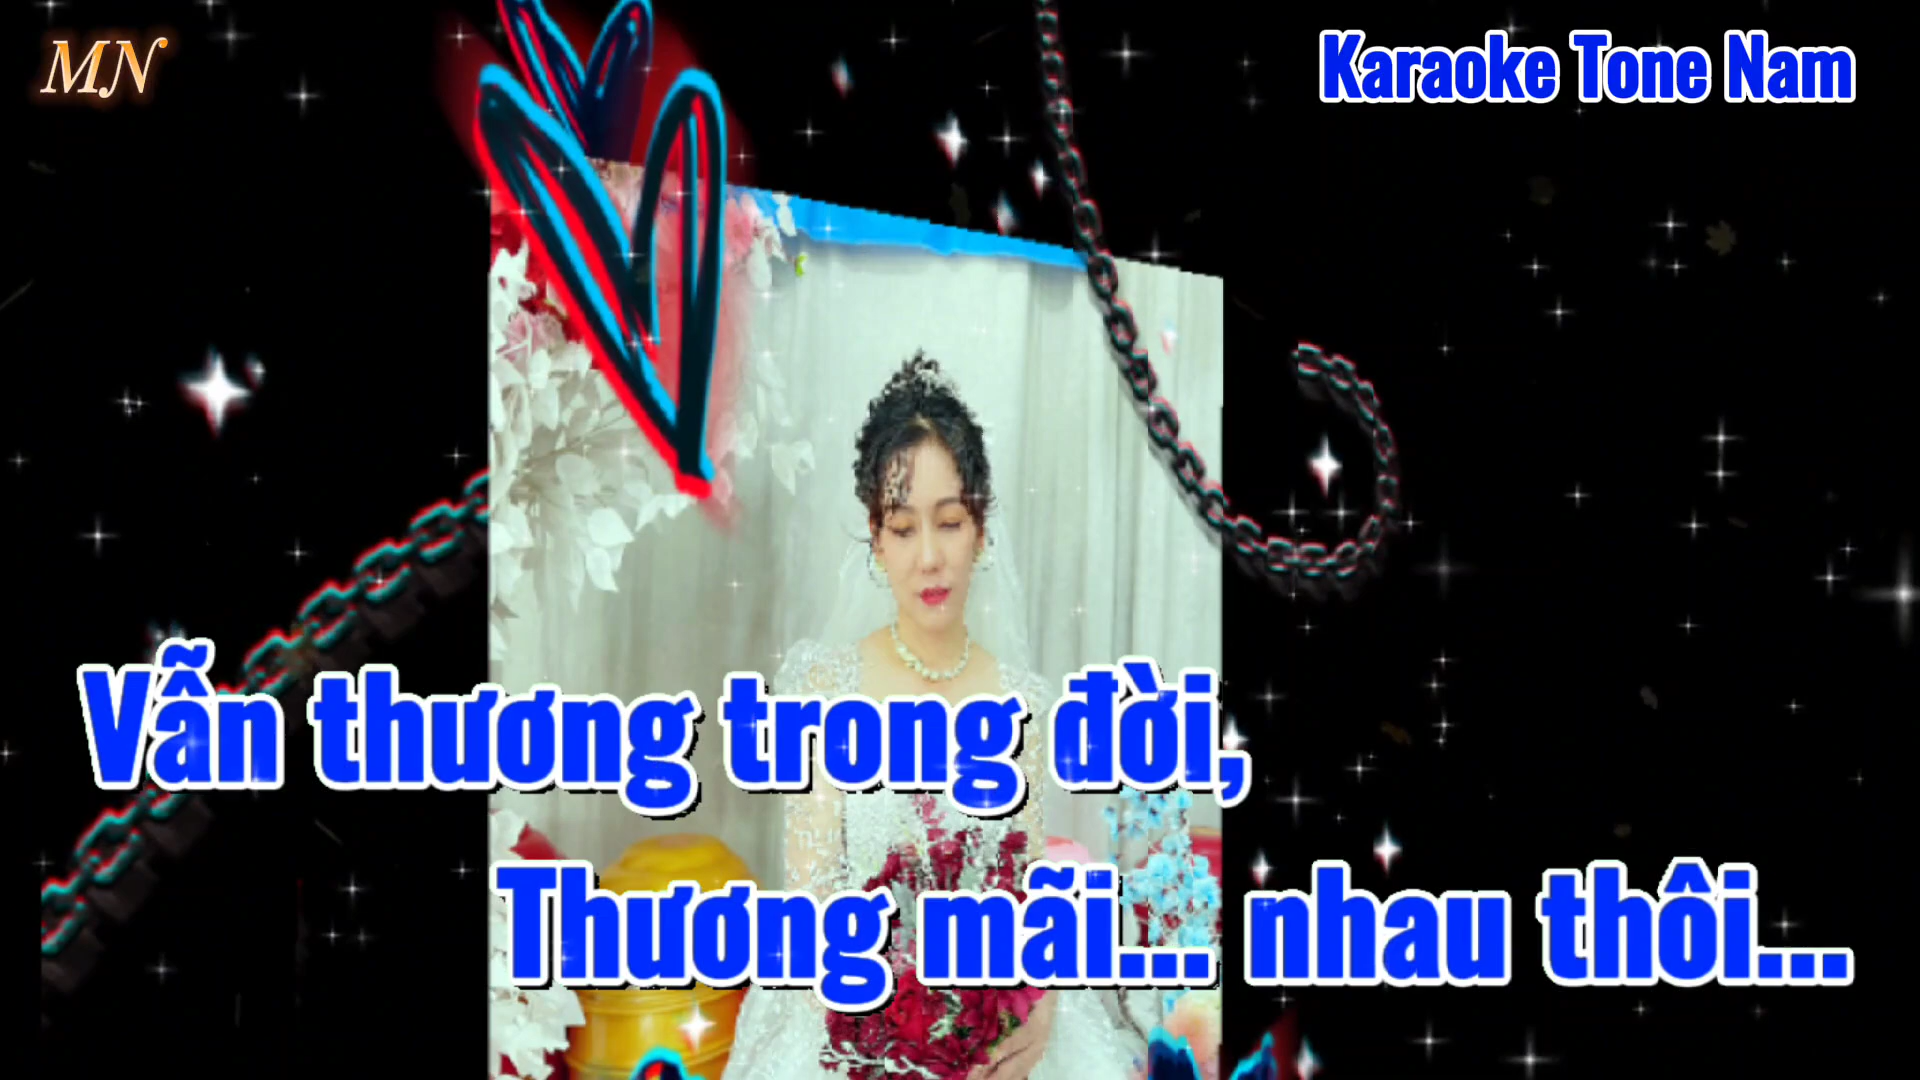 MN
Karaoke Tone Nam
Vẫn thương trong đời,
Thương mãi... nhau thôi...